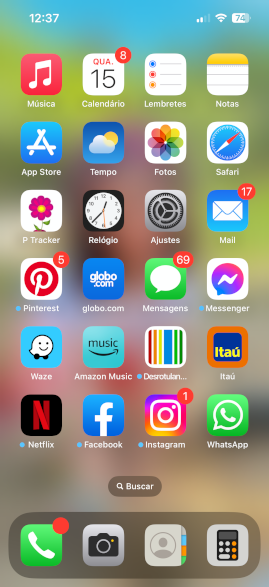 12:37
74
8
QUA.
15
Música
Calendário
Lembretes
Notas
App Store
Tempo
Fotos
Safari
17
P Tracker
Relógio
Ajustes
Mail
5
globo
.com
69
Pinterest
globo.com
Mensagens
Messenger
music
Itaú
Waze
Amazon Music
Desrotulan...
Itaú
1
Netflix
Facebook
Instagram
WhatsApp
Buscar